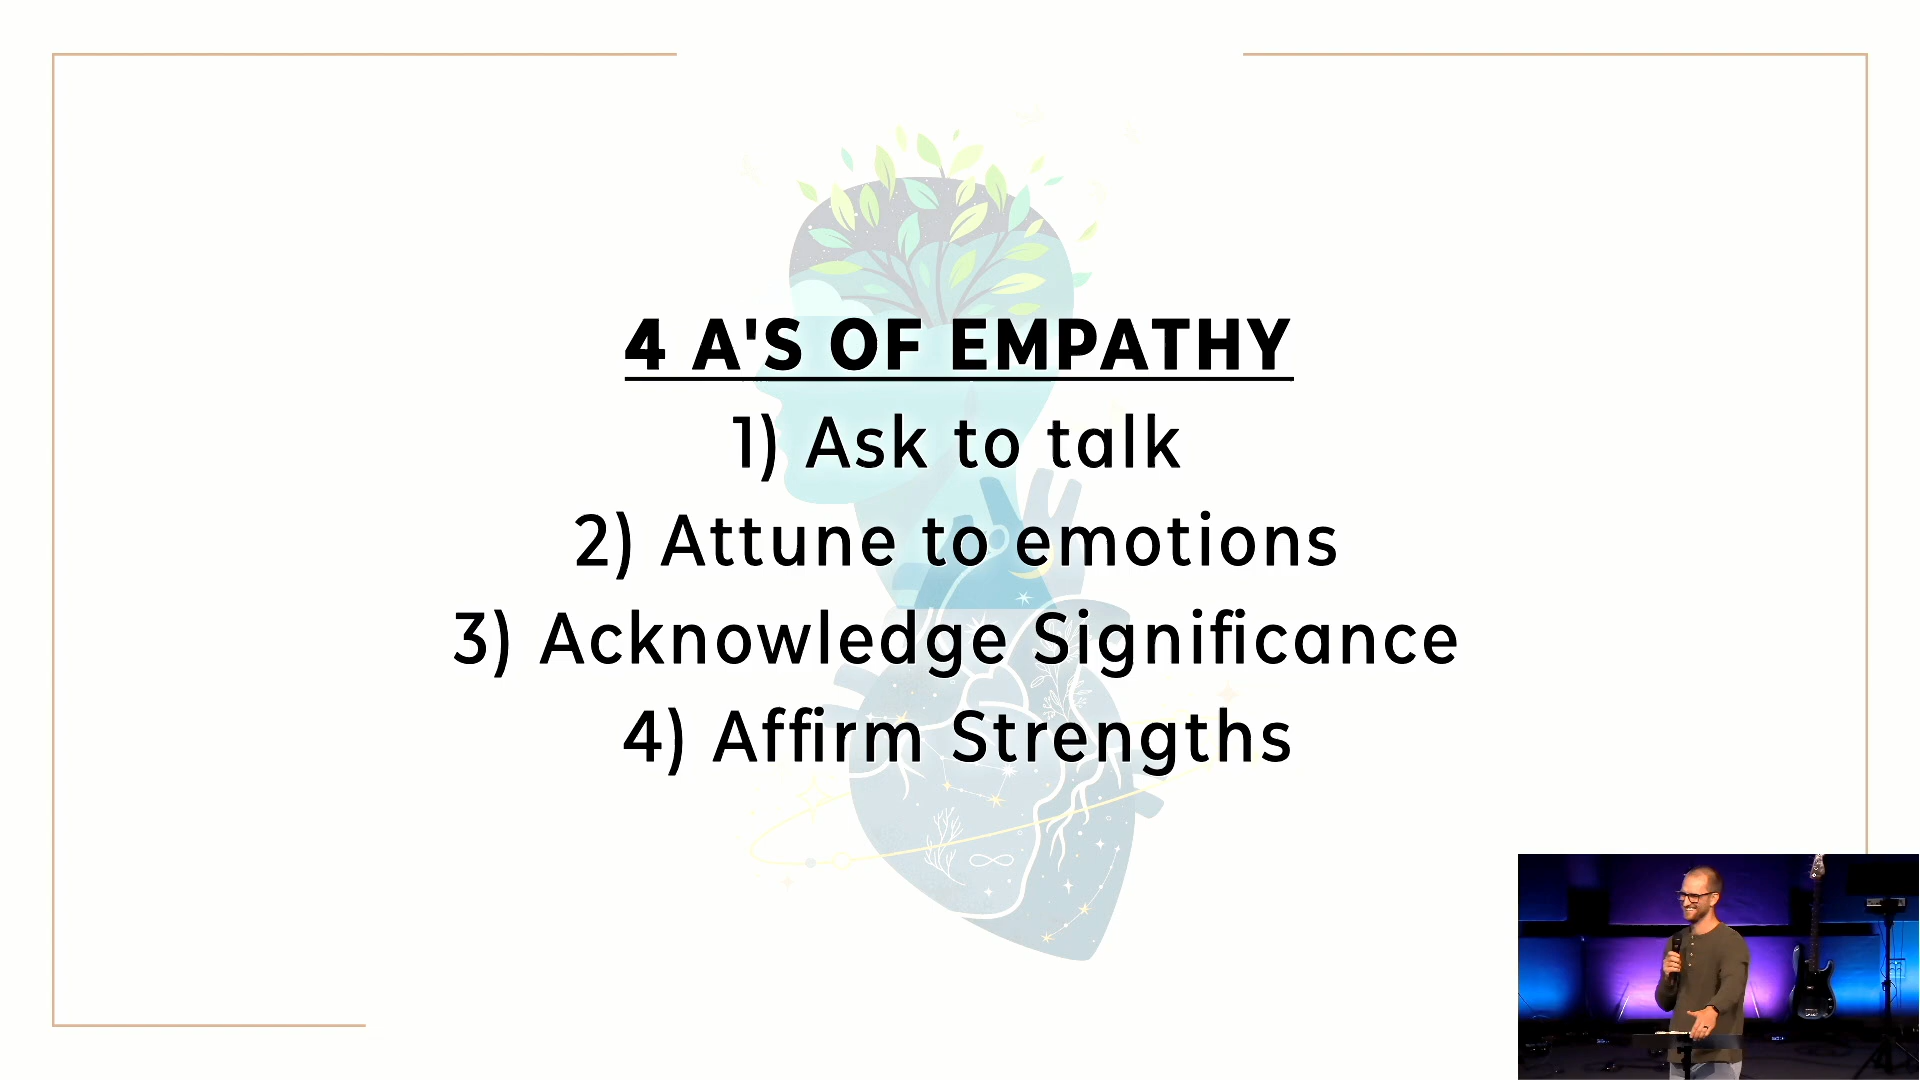 4 A'S OF EMPATHY
1) Ask to talk
2) Attune to emotions
3) Acknowledge Significance
4) Affirm Strengths